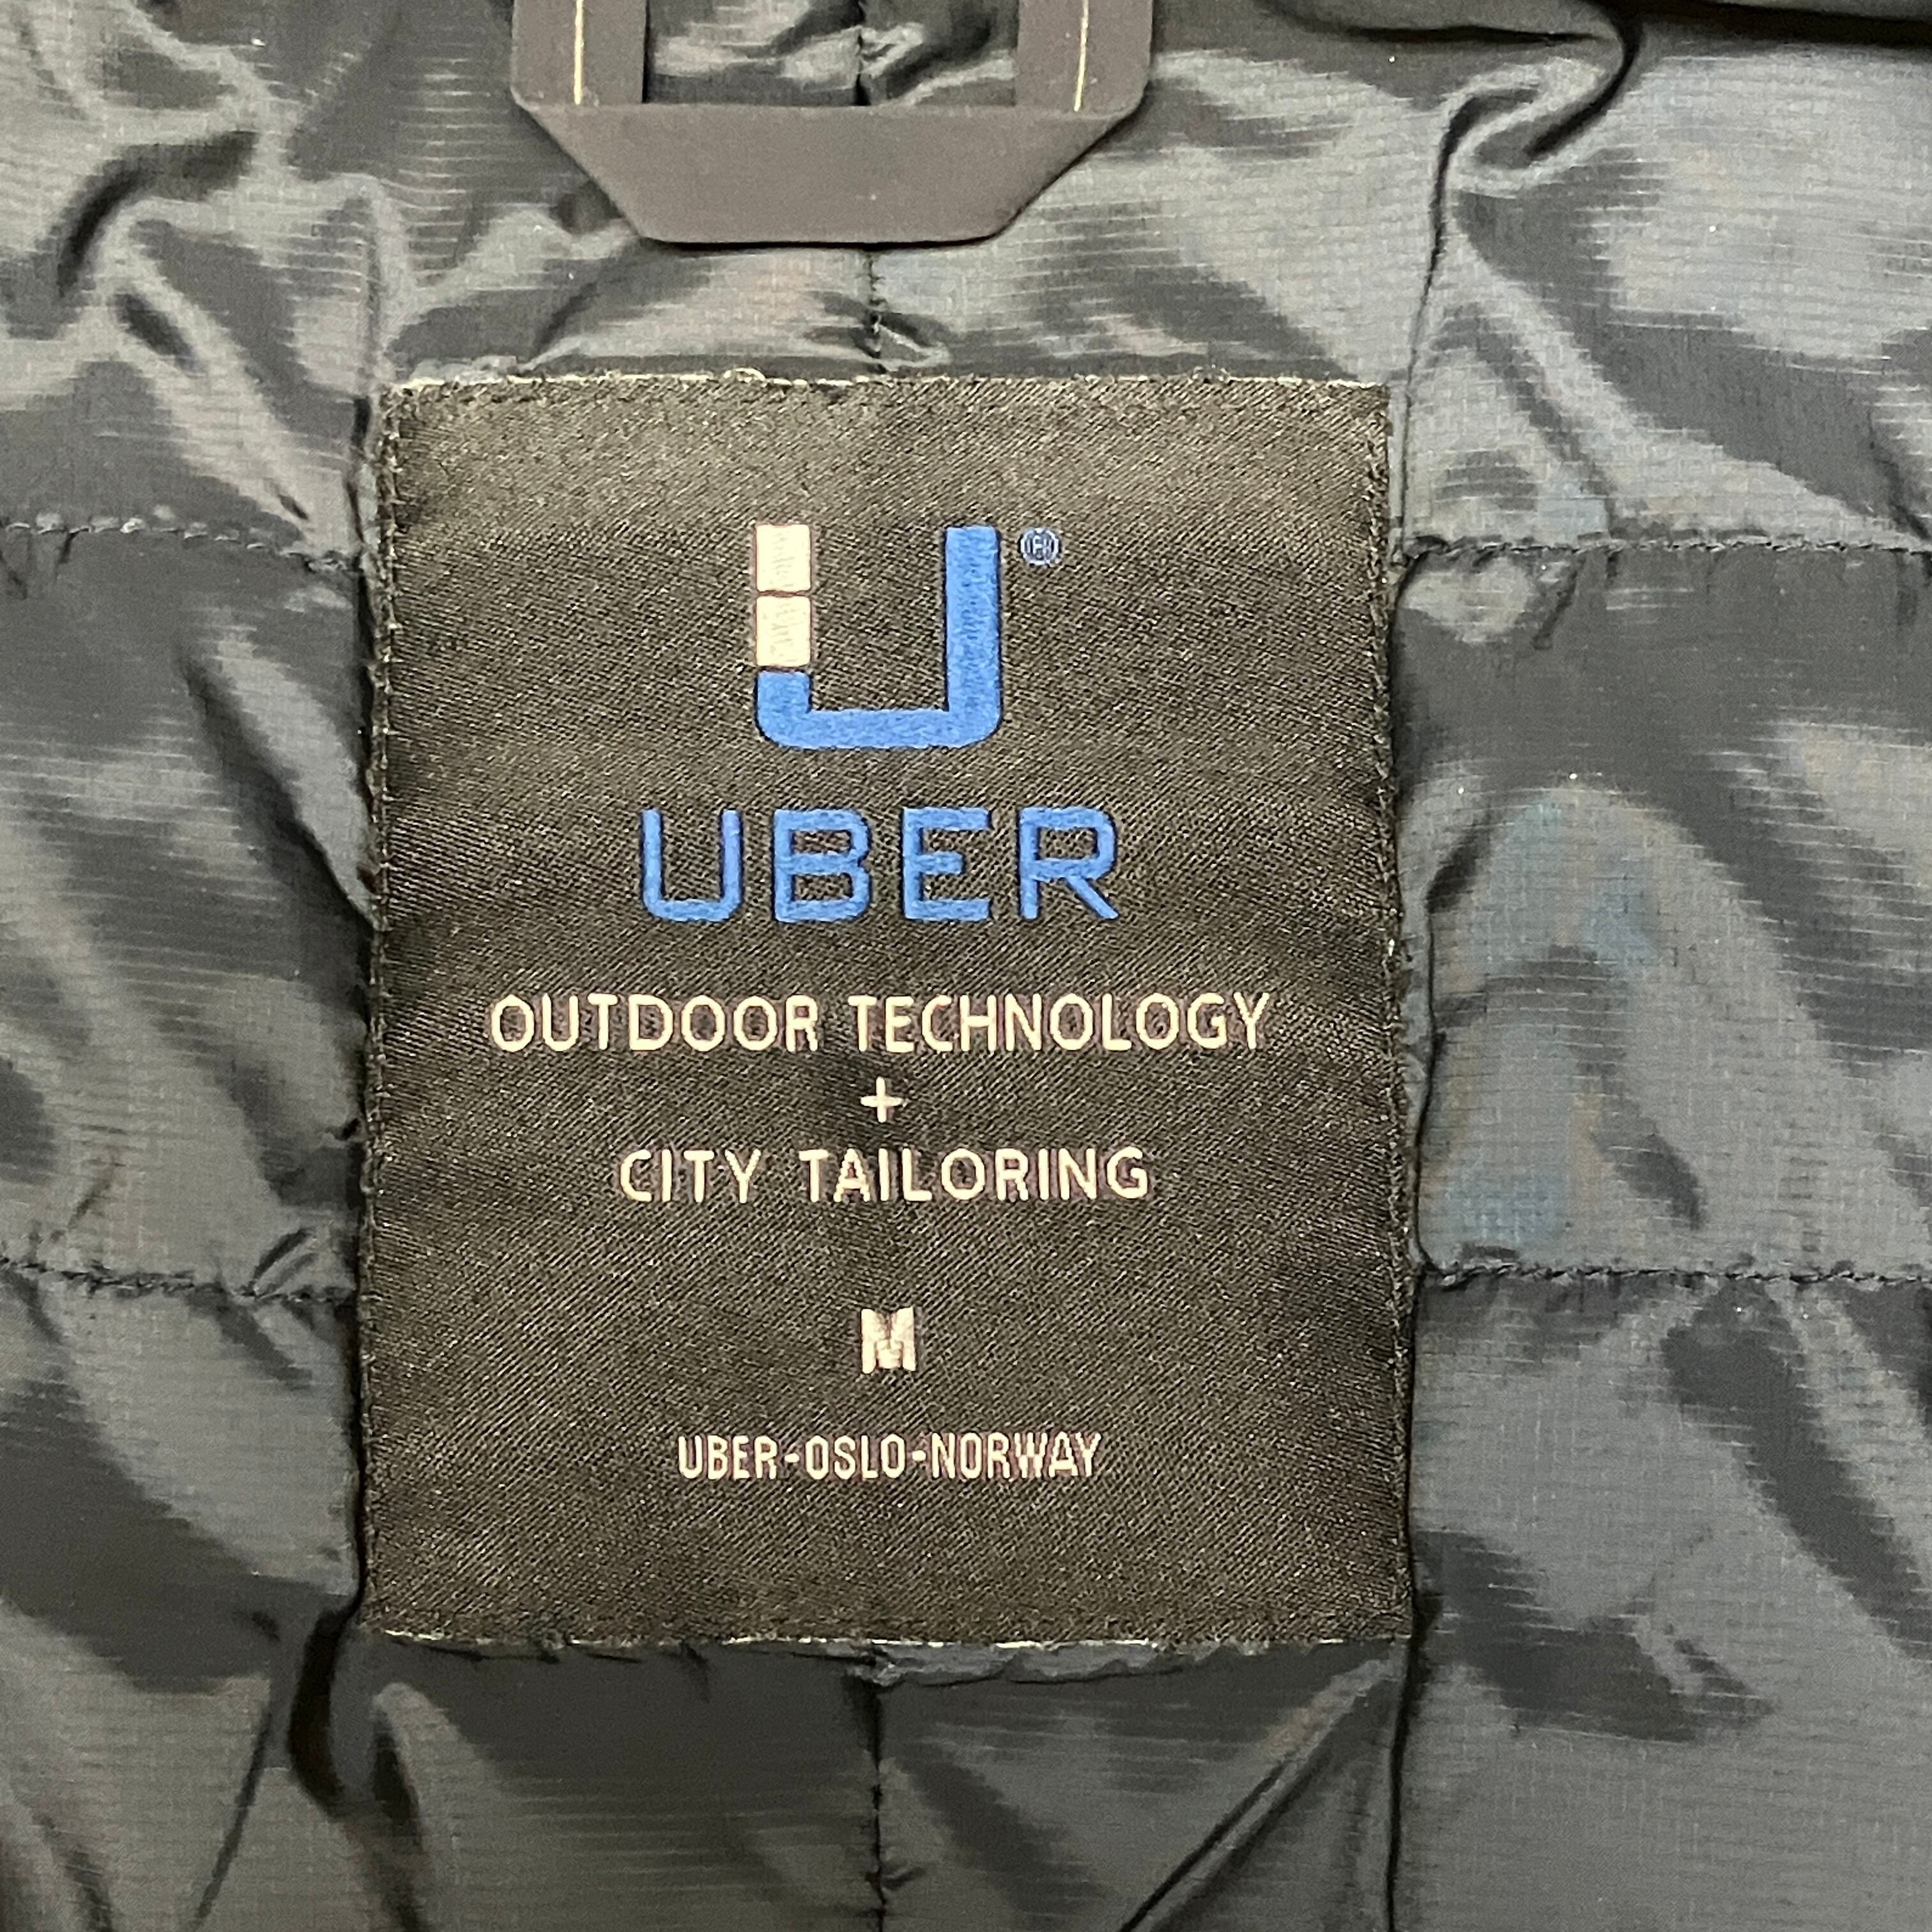 U®
UBER
OUTDOOR TECHNOLOGY
+
CITY TAILORING
M
UBER-OSLO-NORWAY